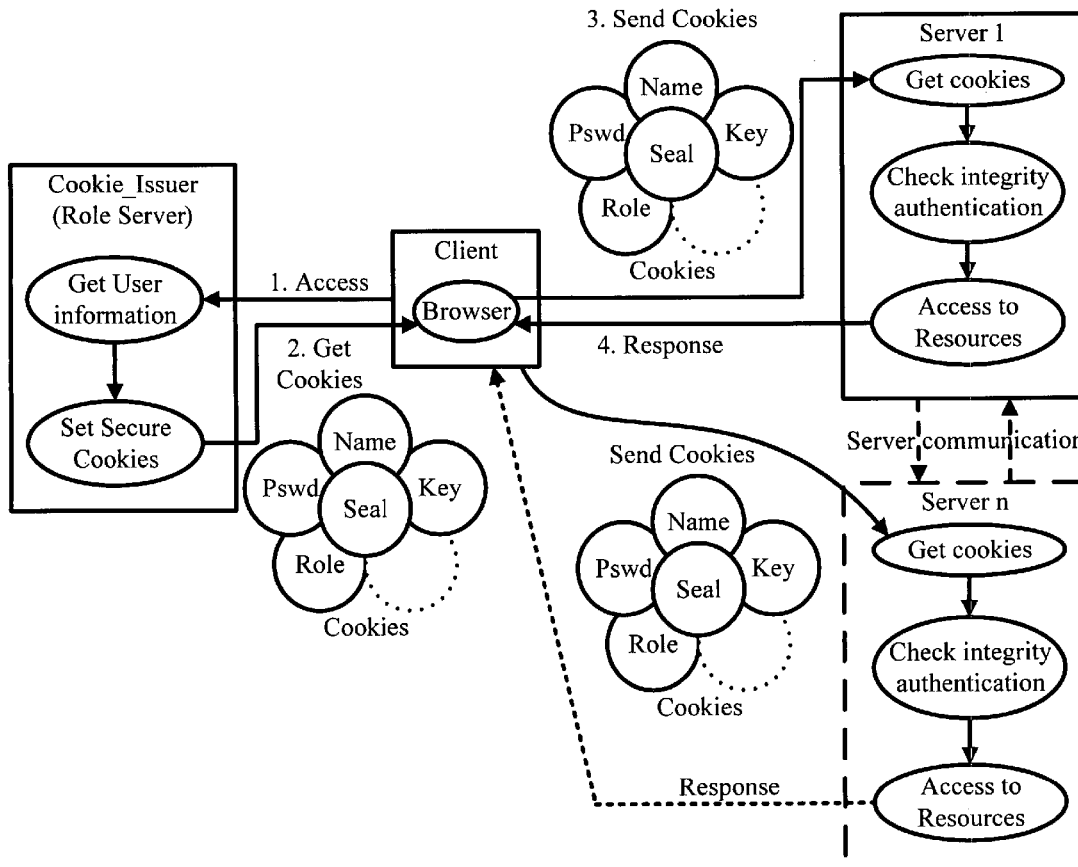 3. Send Cookies
Name
Pswd
Key
Seal
Role
Cookies
Server 1
Get cookies
Check integrity
authentication
Access to
Resources
Cookie_Issuer
(Role Server)
Get User
information
Set Secure
Cookies
1. Access
2. Get
Cookies
Client
Browser
4. Response
Name
Pswd
Key
Seal
Role
Cookies
Server communication
Send Cookies
Name
Pswd
Key
Seal
Role
Cookies
Server n
Get cookies
Check integrity
authentication
Access to
Resources
Response